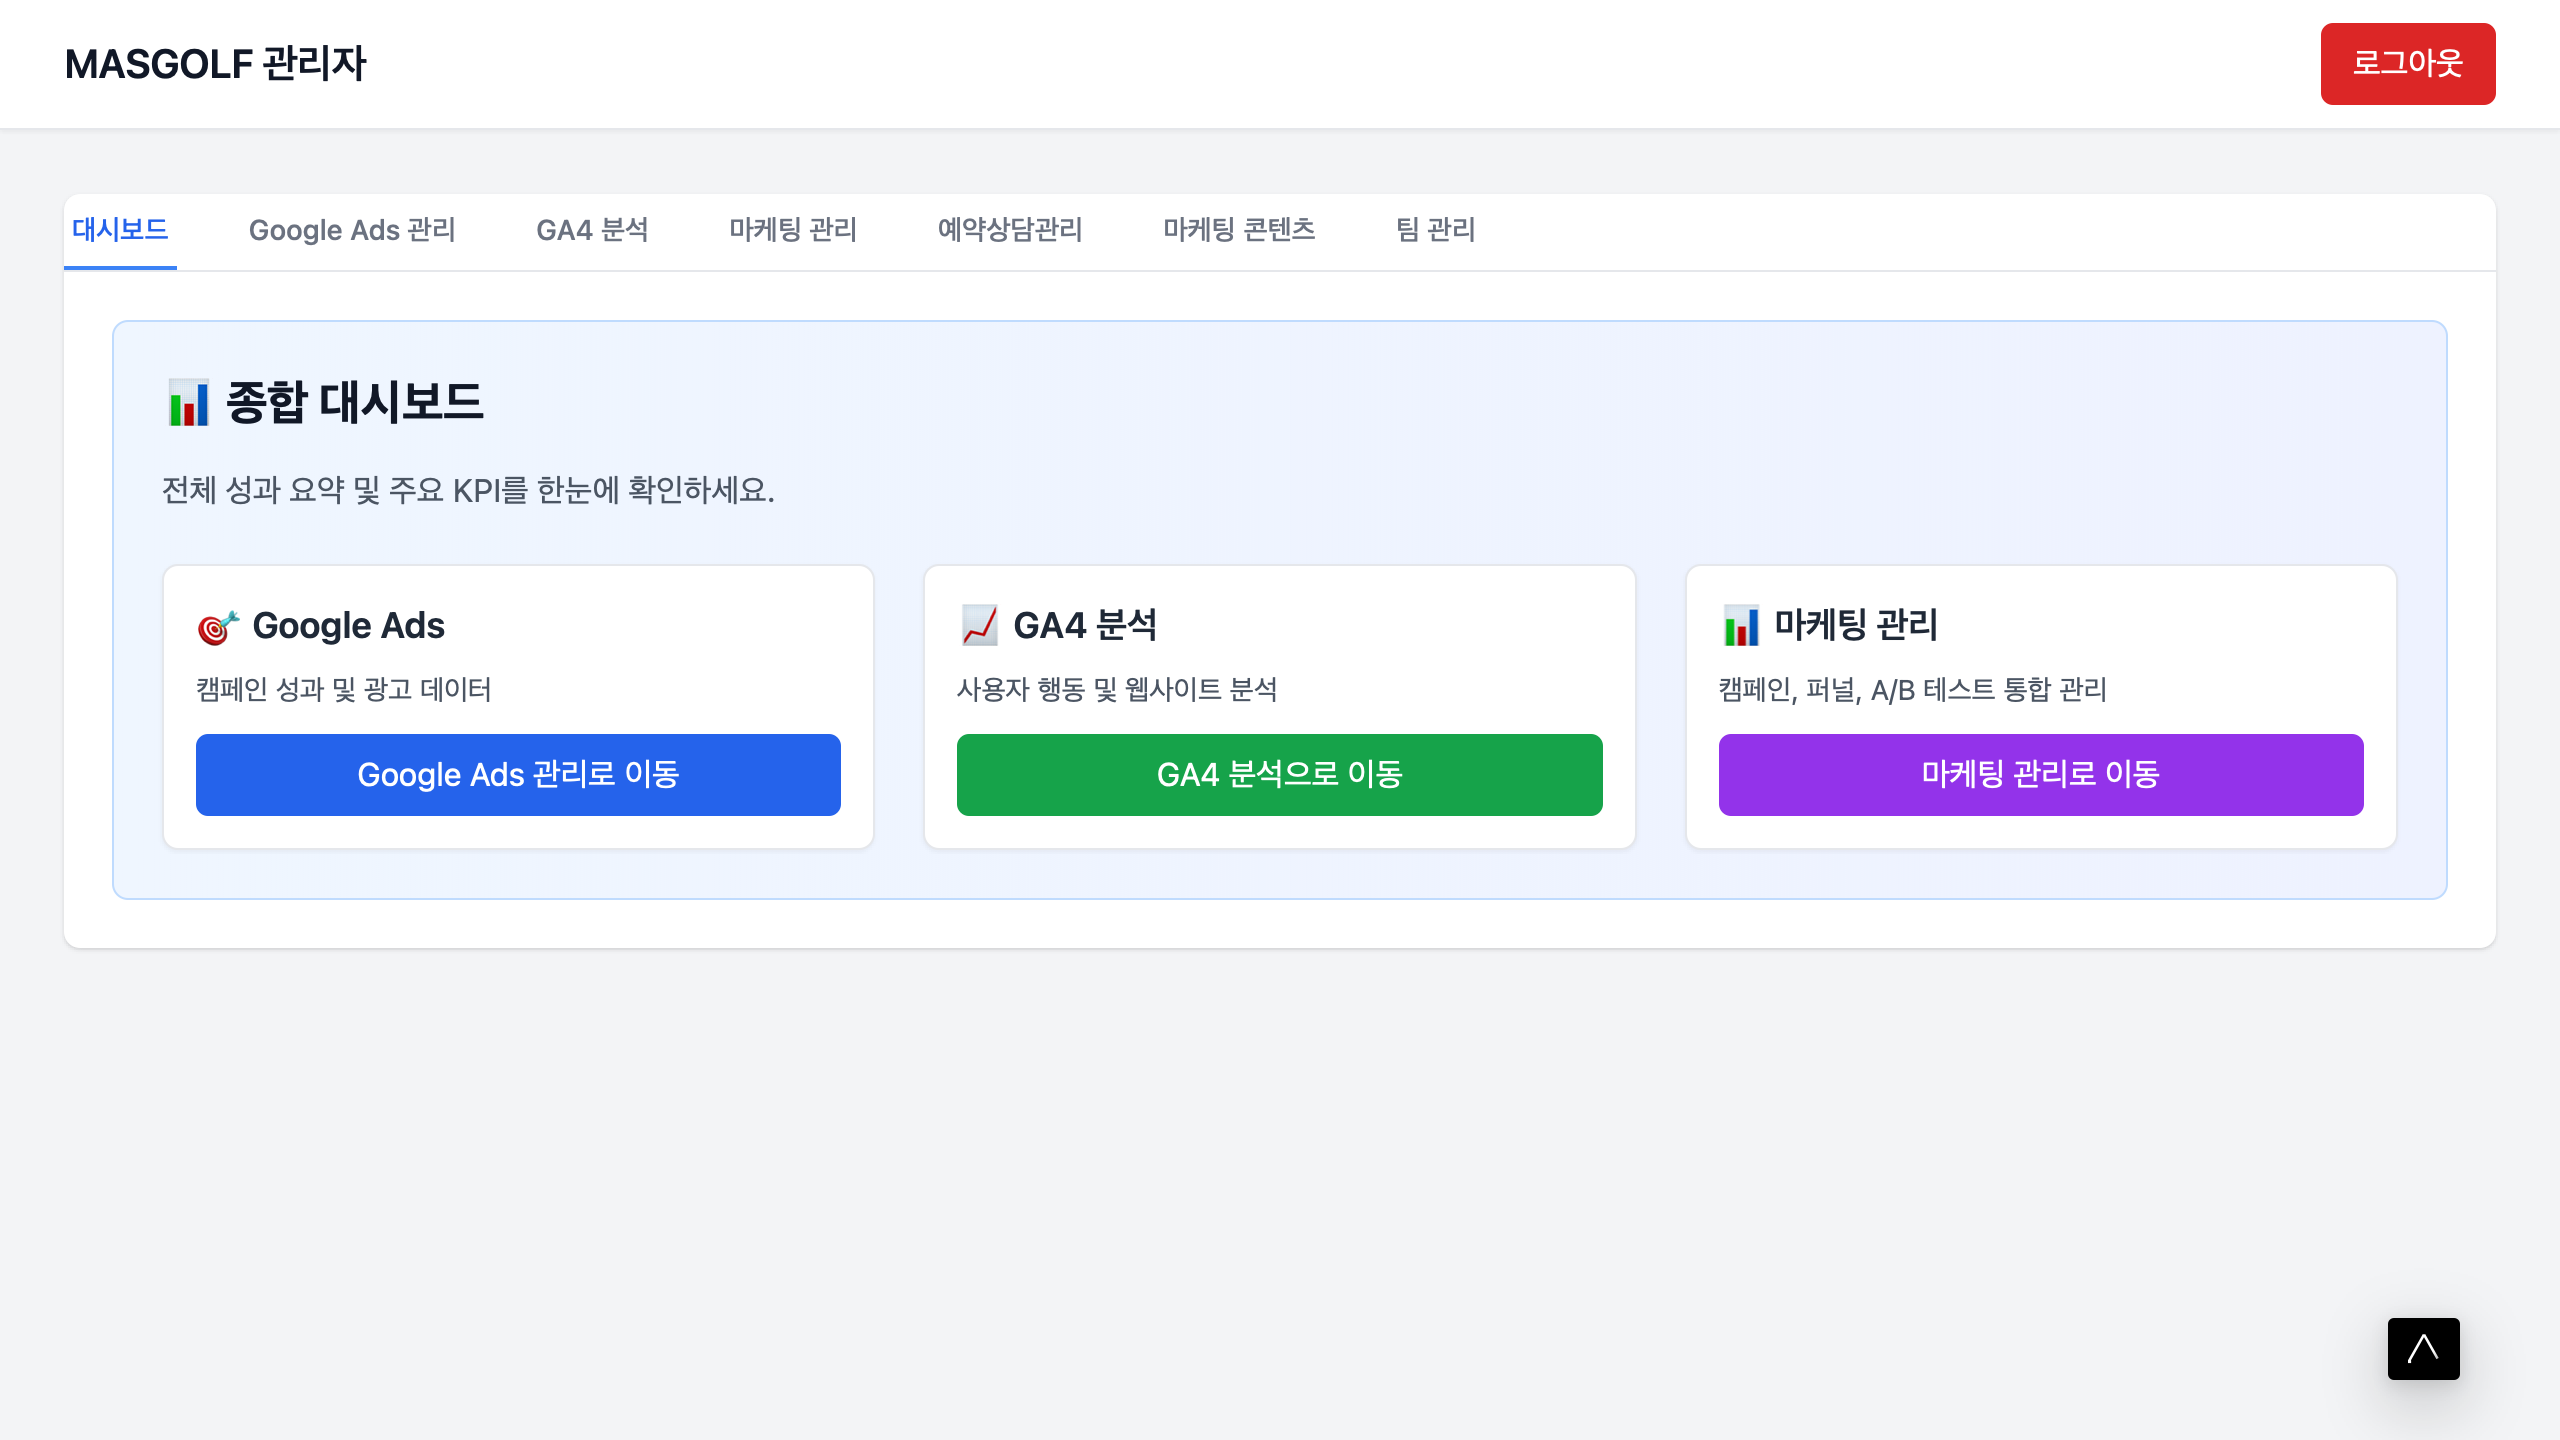 MASGOLF 관리자
로그아웃
대시보드
Google Ads 관리
GA4 분석
마케팅 관리
예약상담관리
마케팅 콘텐츠
팀 관리
종합 대시보드
전체 성과 요약 및 주요 KPI를 한눈에 확인하세요.
Google Ads
캠페인 성과 및 광고 데이터
Google Ads 관리로 이동
GA4 분석
사용자 행동 및 웹사이트 분석
GA4 분석으로 이동
마케팅 관리
캠페인, 퍼널, A/B 테스트 통합 관리
마케팅 관리로 이동